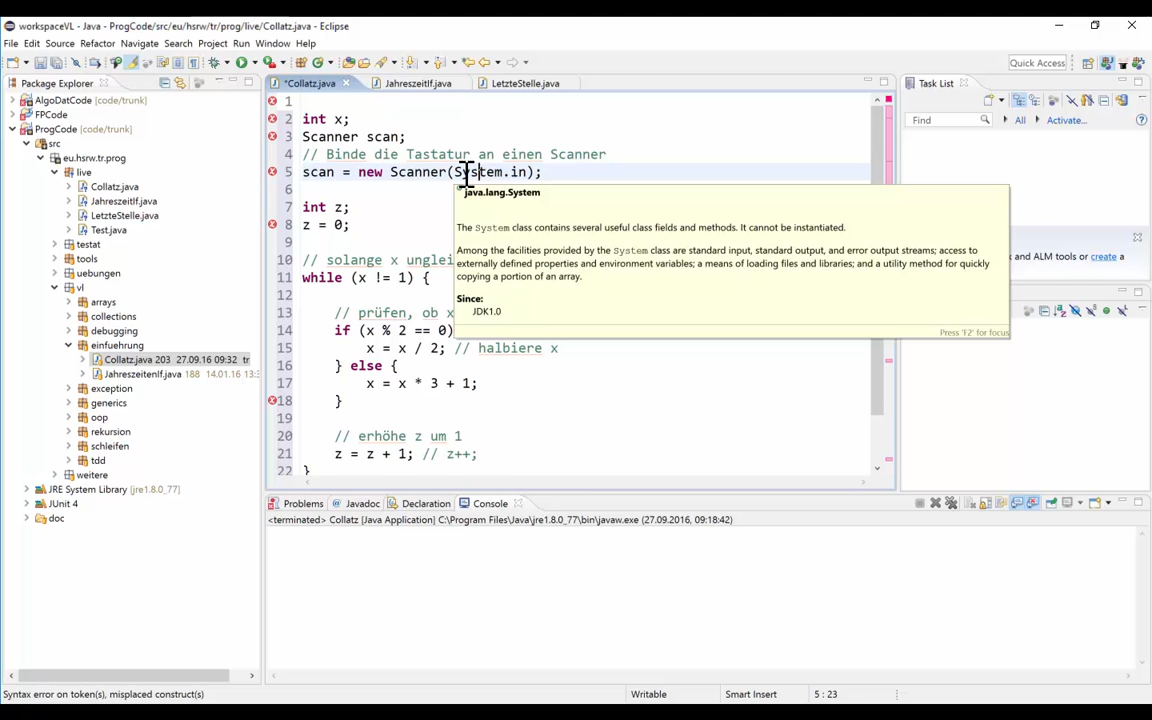 workspaceVL - Java - ProgCode/src/eu/hsrw/tr/prog/live/Collatz.java - Eclipse
File Edit Source Refactor Navigate Search Project Run Window Help
Quick Access
Package Explorer
AlgoDatCode [code/trunk]
FPCode
ProgCode [code/trunk]
src
eu.hsrw.tr.prog
live
Collatz.java
JahreszeitIf.java
LetzteStelle.java
Test.java
testat
tools
uebungen
vl
arrays
collections
debugging
einfuehrung
Collatz.java 203 27.09.16 09:32 tr
JahreszeitenIf.java 188 14.01.16 13:
exception
generics
oop
rekursion
schleifen
tdd
weitere
JRE System Library [jre1.8.0_77]
JUnit 4
doc
*Collatz.java JahreszeitIf.java LetzteStelle.java
1
2 int x;
3 Scanner scan;
4 // Binde die Tastatur an einen Scanner
5 scan = new Scanner(System.in);
6
7 int z;
8 z = 0;
9
10 // solange x ungleich
11 while (x != 1) {
12
13 // prüfen, ob x
14 if (x % 2 == 0)
15 x = x / 2; // halbiere x
16 } else {
17 x = x * 3 + 1;
18 }
19
20 // erhöhe z um 1
21 z = z + 1; // z++;
22 }
java.lang.System
The System class contains several useful class fields and methods. It cannot be instantiated.
Among the facilities provided by the System class are standard input, standard output, and error output streams; access to
externally defined properties and environment variables; a means of loading files and libraries; and a utility method for quickly
copying a portion of an array.
Since:
JDK1.0
Press 'F2' for focus
Task List
Find All Activate...
and ALM tools or create a
Problems Javadoc Declaration Console
<terminated> Collatz [Java Application] C:\Program Files\Java\jre1.8.0_77\bin\javaw.exe (27.09.2016, 09:18:42)
Syntax error on token(s), misplaced construct(s) Writable Smart Insert 5 : 23